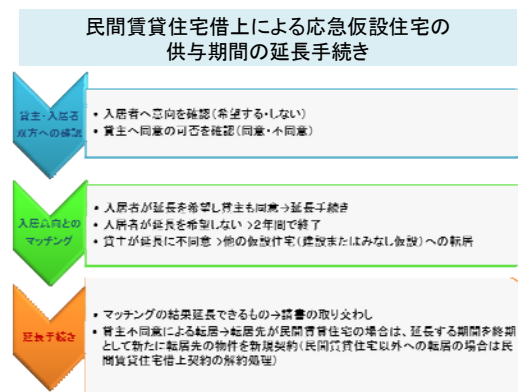 民間賃貸住宅借上による応急仮設住宅の
供与期間の延長手続き
貸主・入居者
双方への確認
• 入居者へ意向を確認(希望する・しない)
• 貸主へ同意の可否を確認(同意・不同意)
入居意向との
マッチング
• 入居者が延長を希望し貸主も同意→延長手続き
• 入居者が延長を希望しない→2年間で終了
• 貸主が延長に不同意→他の仮設住宅(建設またはみなし仮設)への転居
延長手続き
• マッチングの結果延長できるもの→請書の取り交わし
• 貸主不同意による転居→転居先が民間賃貸住宅の場合は、延長する期間を終期
として新たに転居先の物件を新規契約(民間賃貸住宅以外への転居の場合は民
間賃貸住宅借上契約の解約処理)